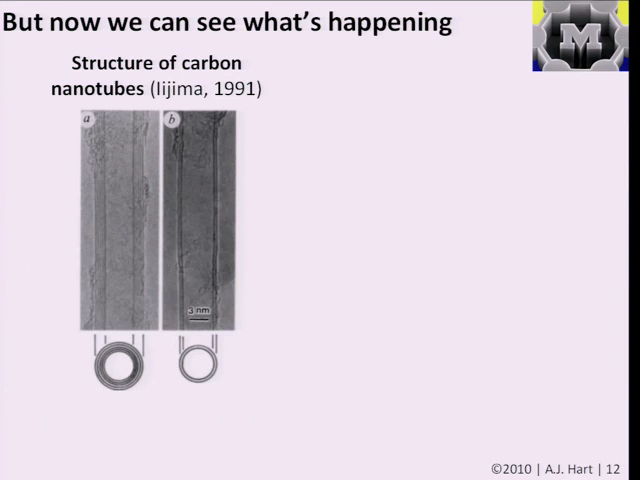 But now we can see what's happening
M
Structure of carbon
nanotubes (Iijima, 1991)
a b
3 nm
©2010 | A.J. Hart | 12